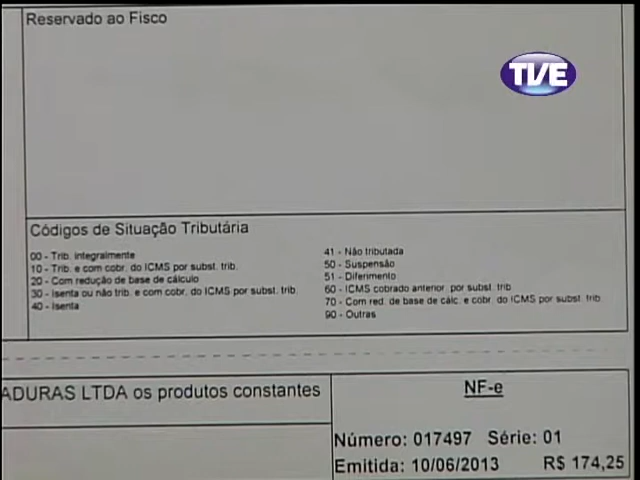 Reservado ao Fisco
TVE
Códigos de Situação Tributária
00 - Trib. integralmente
10 - Trib. e com cobr. do ICMS por subst. trib.
20 - Com redução de base de cálculo
30 - Isenta ou não trib. e com cobr. do ICMS por subst. trib.
40 - Isenta
41 - Não tributada
50 - Suspensão
51 - Diferimento
60 - ICMS cobrado anterior. por subst. trib.
70 - Com red. de base de cálc. e cobr. do ICMS por subst. trib.
90 - Outras
ADURAS LTDA os produtos constantes
NF-e
Número: 017497 Série: 01
Emitida: 10/06/2013 R$ 174,25